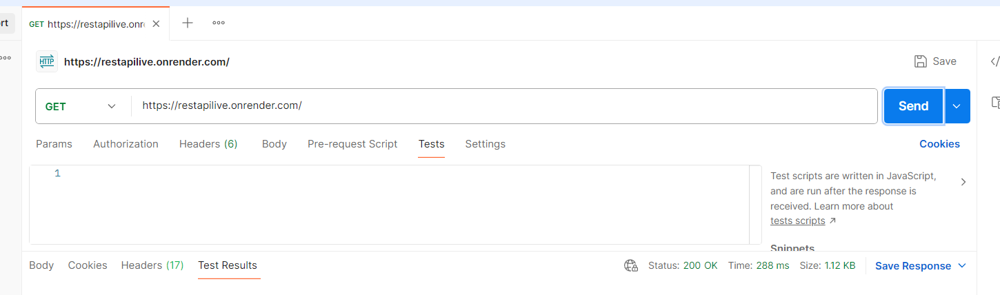 rt
GET https://restapilive.onr
HTTP https://restapilive.onrender.com/
Save
GET
https://restapilive.onrender.com/
Send
Params Authorization Headers (6) Body Pre-request Script Tests Settings Cookies
1
Test scripts are written in JavaScript,
and are run after the response is
received. Learn more about
tests scripts ↗
Snippets
Body Cookies Headers (17) Test Results Status: 200 OK Time: 288 ms Size: 1.12 KB Save Response